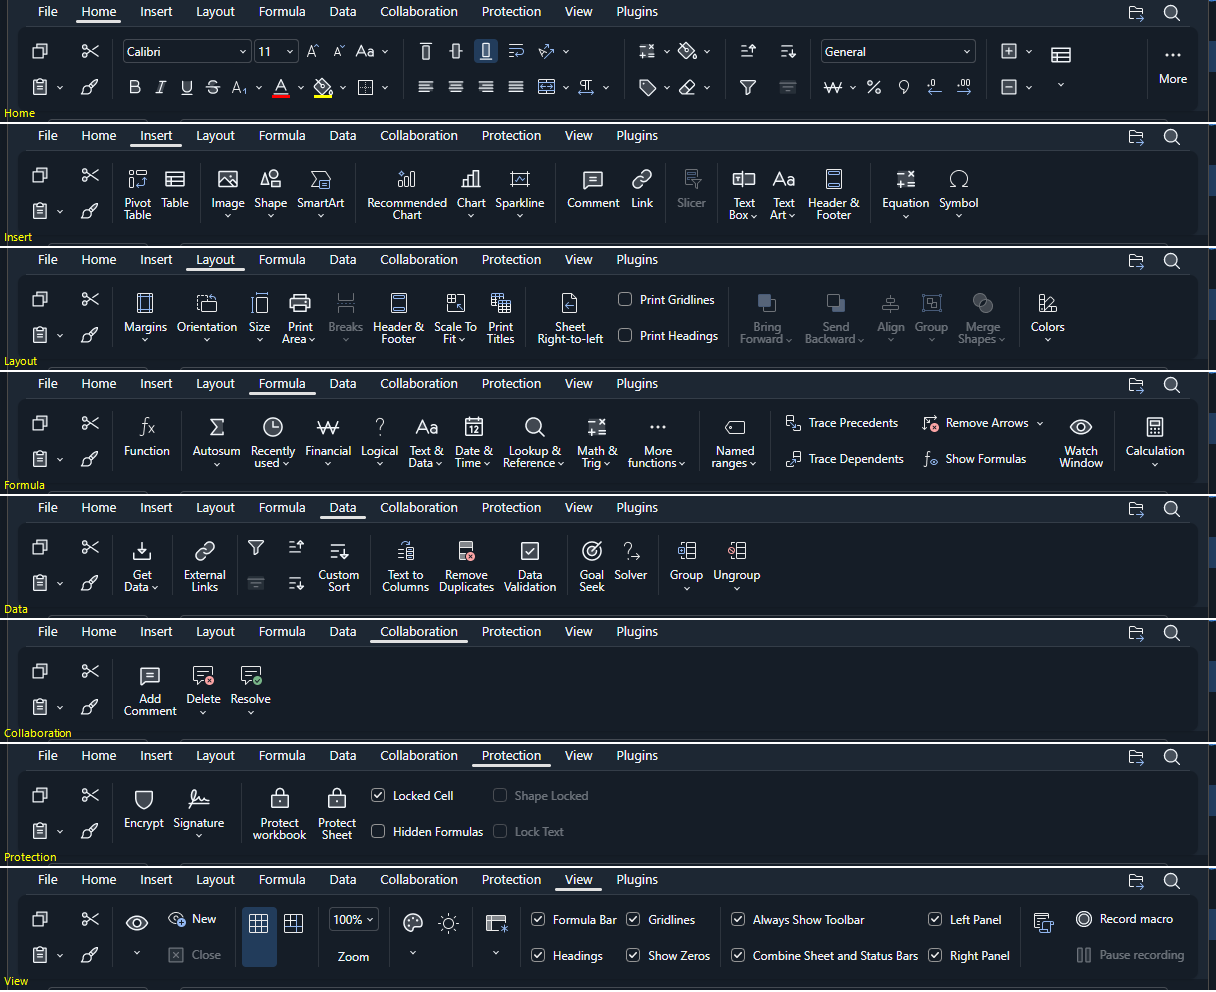 File Home Insert Layout Formula Data Collaboration Protection View Plugins
Calibri 11 Aa General
B I U S A1 A % More
Home
File Home Insert Layout Formula Data Collaboration Protection View Plugins
Pivot Table Table Image Shape SmartArt Recommended Chart Chart Sparkline Comment Link Slicer Text Box Aa Text Art Header & Footer Equation Symbol
Insert
File Home Insert Layout Formula Data Collaboration Protection View Plugins
Margins Orientation Size Print Area Breaks Header & Footer Scale To Fit Print Titles Sheet Right-to-left Print Gridlines Bring Forward Send Backward Align Group Merge Shapes Colors
Print Headings
Layout
File Home Insert Layout Formula Data Collaboration Protection View Plugins
fx Function Autosum Recently used Financial ? Logical Aa Text & Data 12 Date & Time Lookup & Reference Math & Trig More functions Named ranges Trace Precedents Remove Arrows Watch Window Calculation
Trace Dependents Show Formulas
Formula
File Home Insert Layout Formula Data Collaboration Protection View Plugins
Get Data External Links Custom Sort Text to Columns Remove Duplicates Data Validation Goal Seek Solver Group Ungroup
Data
File Home Insert Layout Formula Data Collaboration Protection View Plugins
Add Comment Delete Resolve
Collaboration
File Home Insert Layout Formula Data Collaboration Protection View Plugins
Encrypt Signature Protect workbook Protect Sheet Locked Cell Shape Locked
Hidden Formulas Lock Text
Protection
File Home Insert Layout Formula Data Collaboration Protection View Plugins
New 100% Formula Bar Gridlines Always Show Toolbar Left Panel Record macro
Close Zoom Headings Show Zeros Combine Sheet and Status Bars Right Panel Pause recording
View